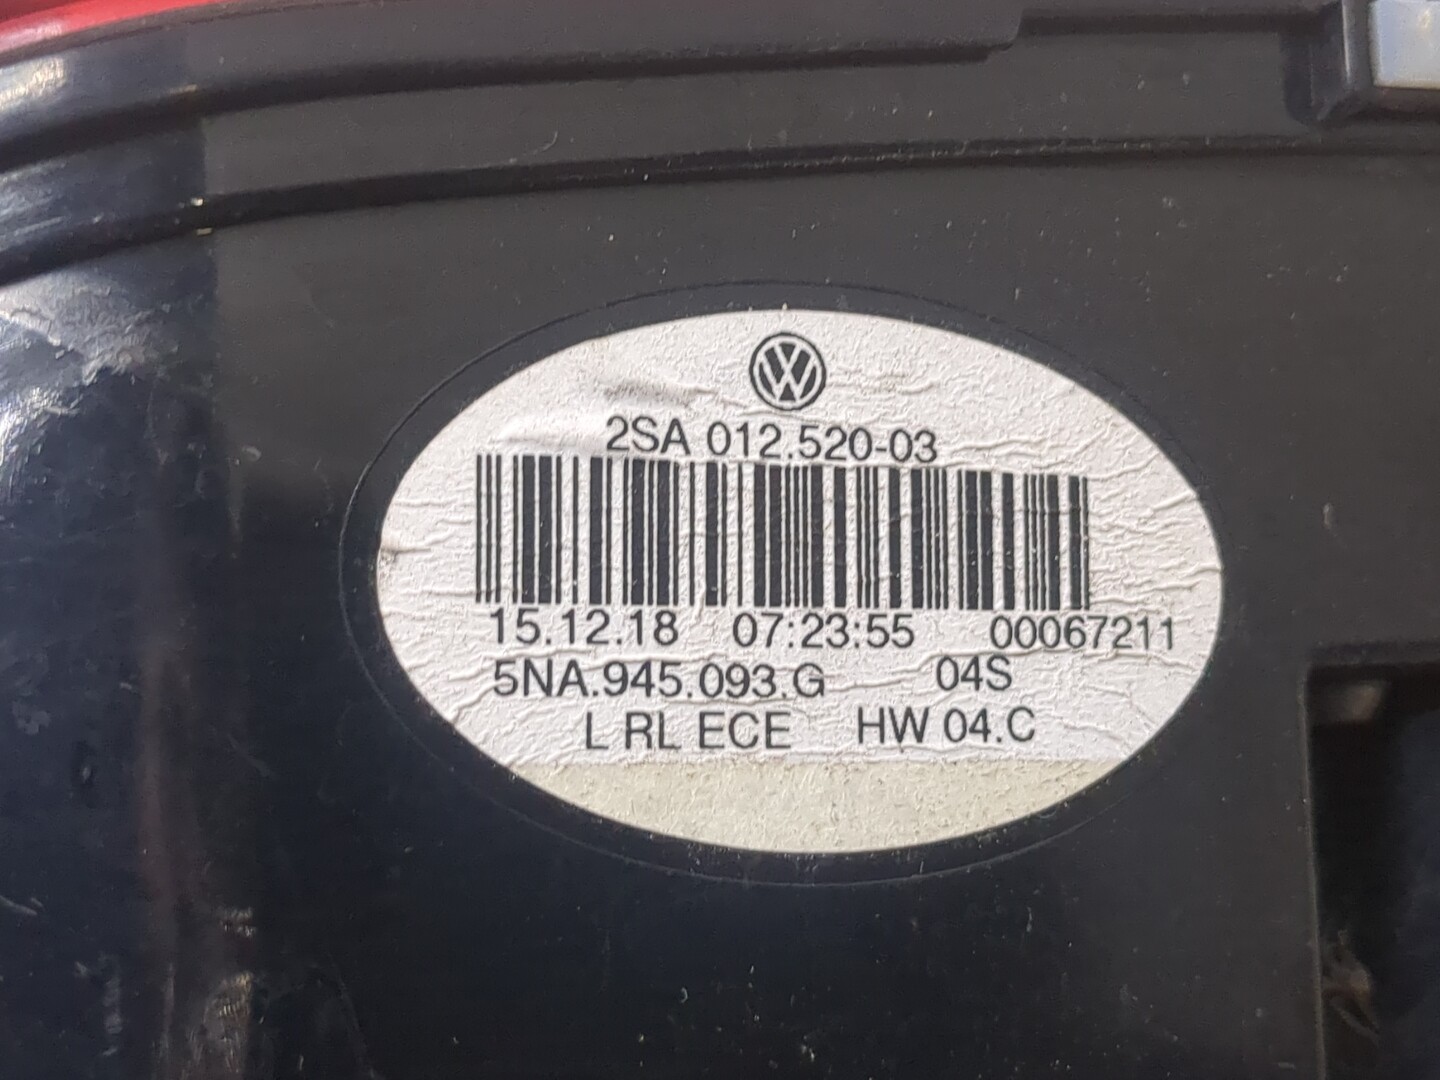 2SA 012.520-03
15.12.18 07:23:55 00067211
5NA.945.093.G 04S
L RL ECE HW 04.C